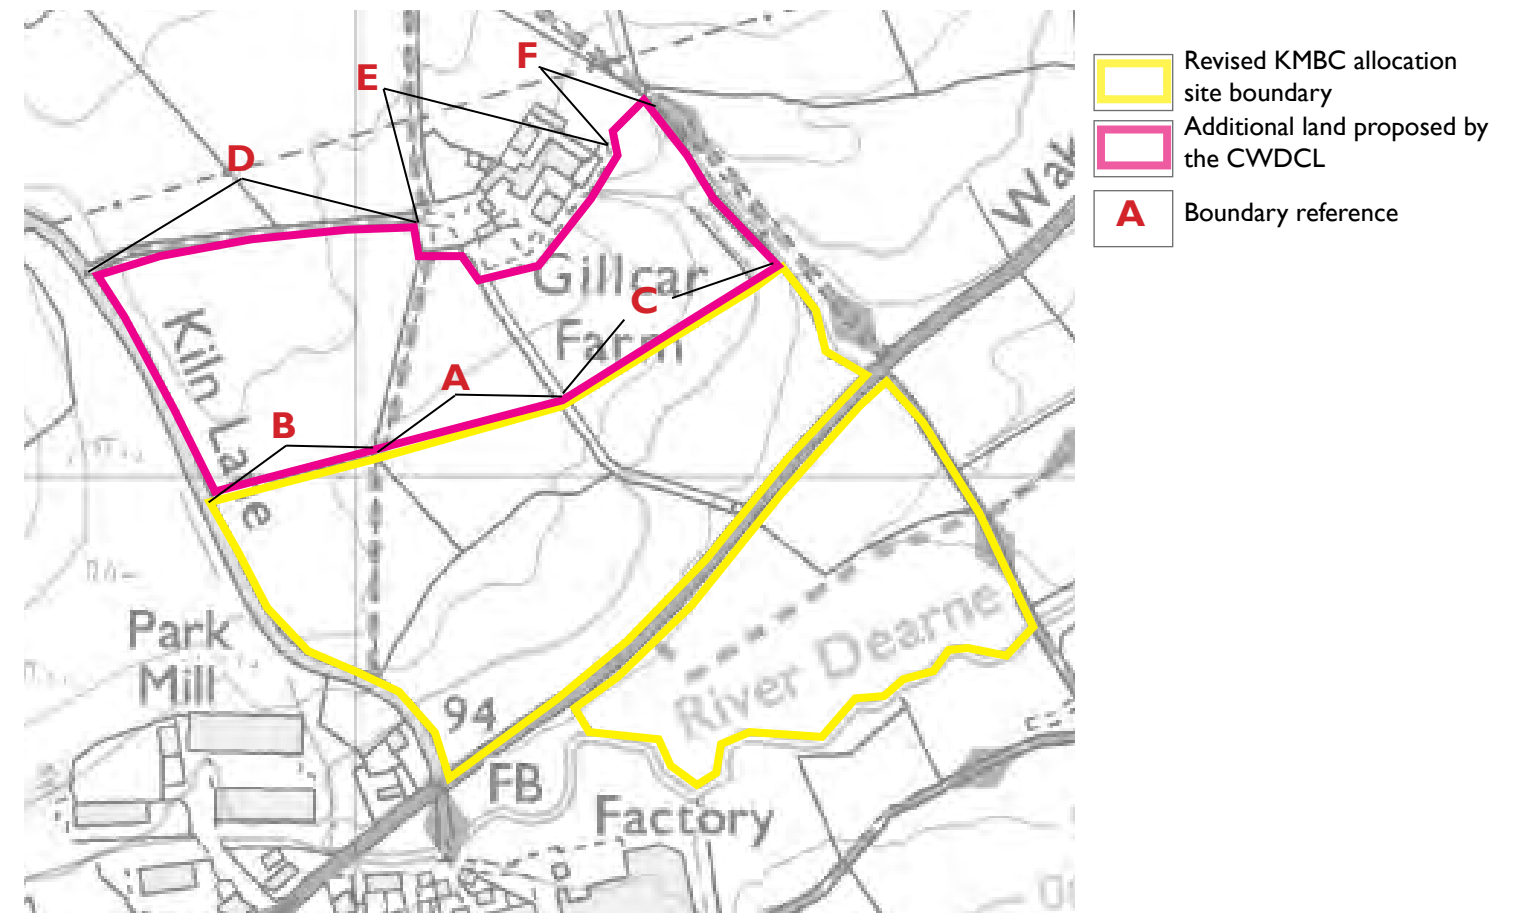 F
E
D
Gillcar
C
Farm
Kiln Lane
A
B
Park
Mill
94
River Dearne
FB
Factory
Revised KMBC allocation
site boundary
Additional land proposed by
the CWDCL
A
Boundary reference